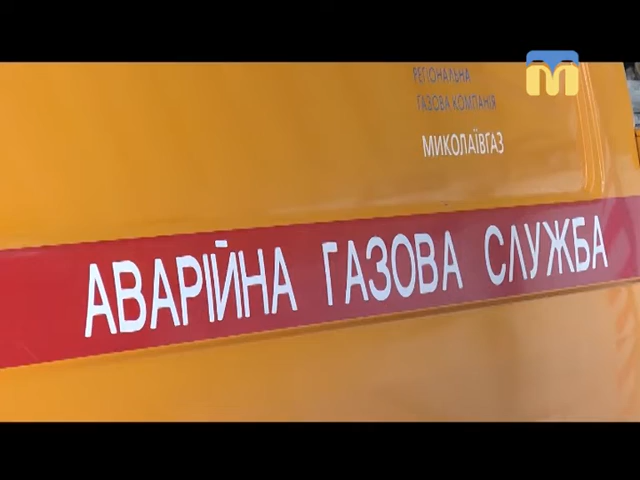 РЕГІОНАЛЬНА
ГАЗОВА КОМПАНІЯ
МИКОЛАЇВГАЗ
АВАРІЙНА ГАЗОВА СЛУЖБА